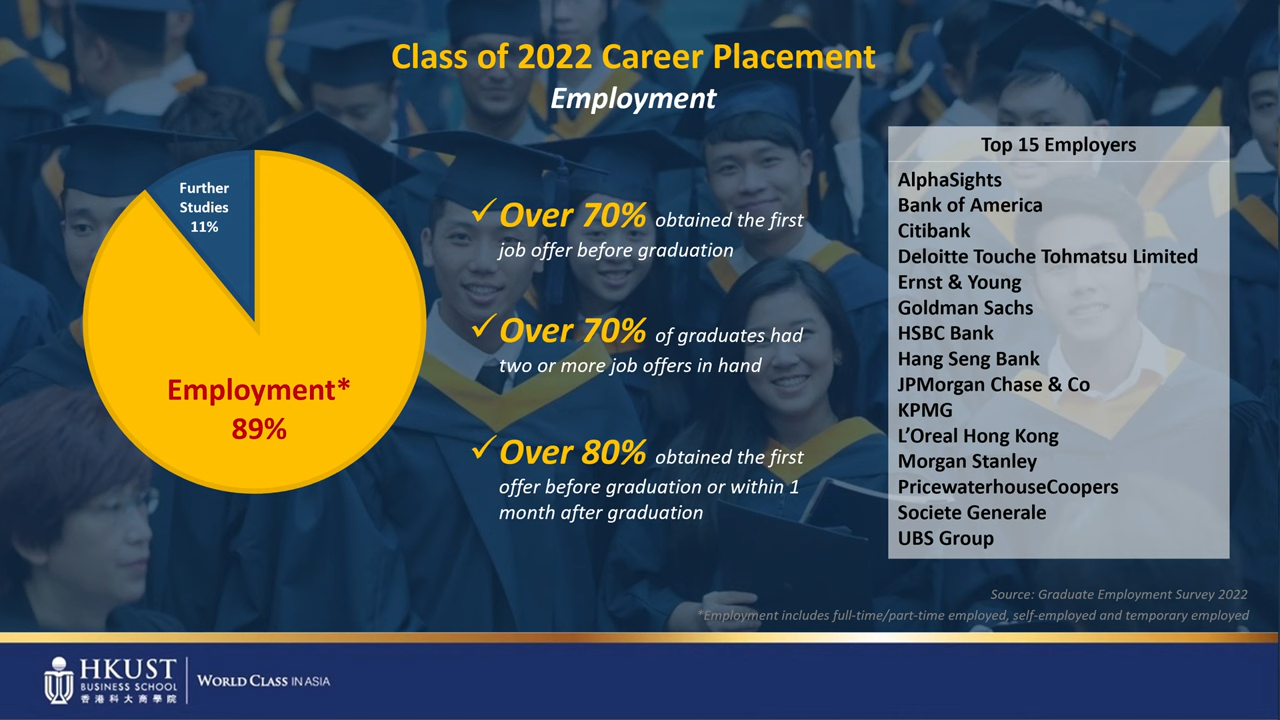 Class of 2022 Career Placement
Employment
Further
Studies
11%
Employment*
89%
✓Over 70% obtained the first
job offer before graduation
✓Over 70% of graduates had
two or more job offers in hand
✓Over 80% obtained the first
offer before graduation or within 1
month after graduation
Top 15 Employers
AlphaSights
Bank of America
Citibank
Deloitte Touche Tohmatsu Limited
Ernst & Young
Goldman Sachs
HSBC Bank
Hang Seng Bank
JPMorgan Chase & Co
KPMG
L’Oreal Hong Kong
Morgan Stanley
PricewaterhouseCoopers
Societe Generale
UBS Group
Source: Graduate Employment Survey 2022
*Employment includes full-time/part-time employed, self-employed and temporary employed
HKUST
BUSINESS SCHOOL
香港科大商學院
WORLD CLASS IN ASIA